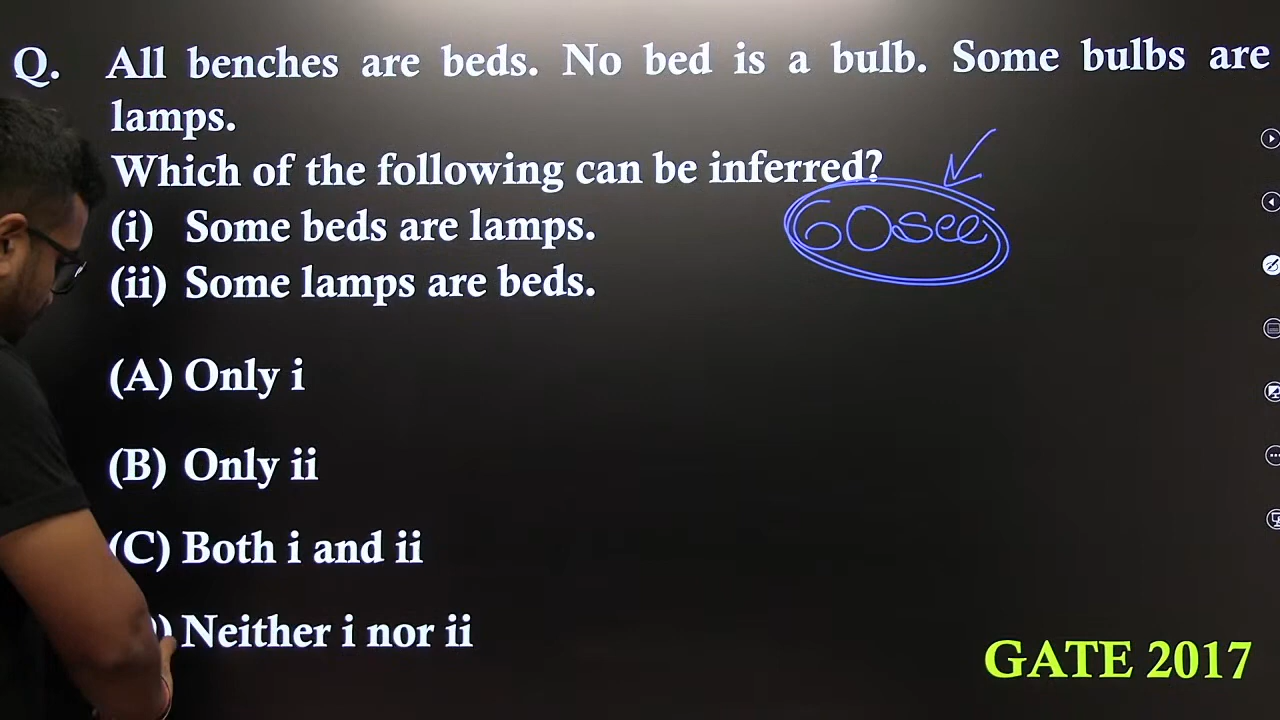 Q. All benches are beds. No bed is a bulb. Some bulbs are
lamps.
Which of the following can be inferred?
60see
(i) Some beds are lamps.
(ii) Some lamps are beds.
(A) Only i
(B) Only ii
(C) Both i and ii
) Neither i nor ii
GATE 2017